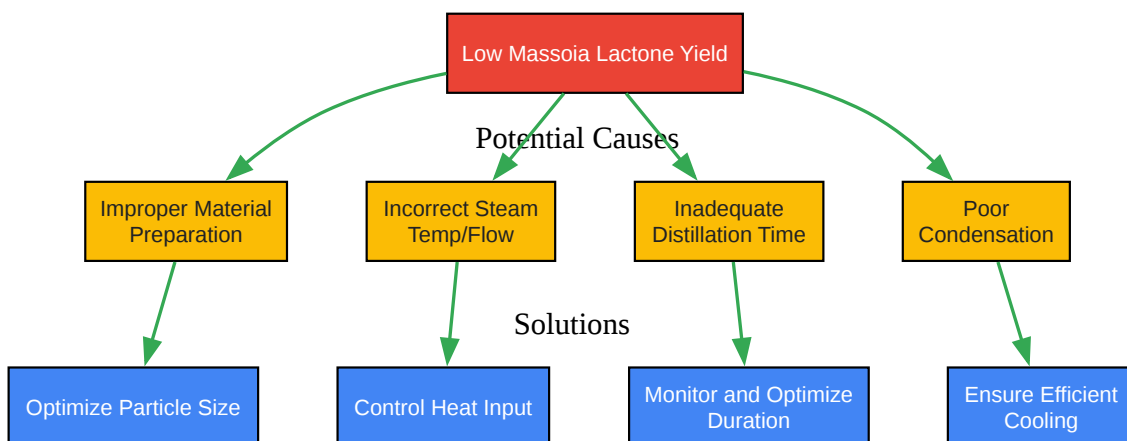 Low Massoia Lactone Yield
Potential Causes
Improper Material
Preparation
Incorrect Steam
Temp/Flow
Inadequate
Distillation Time
Poor
Condensation
Solutions
Optimize Particle Size
Control Heat Input
Monitor and Optimize
Duration
Ensure Efficient
Cooling